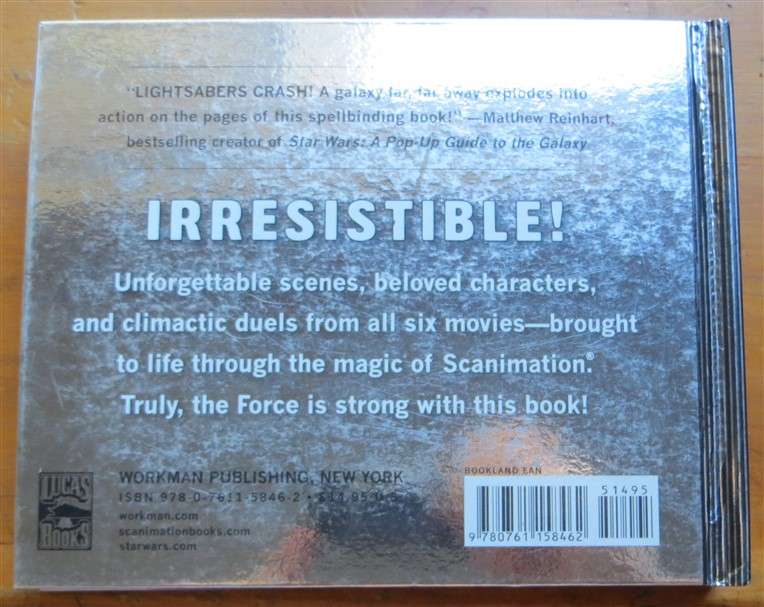 "LIGHTSABERS CRASH! A galaxy far, far away explodes into
action on the pages of this spellbinding book!" —Matthew Reinhart,
bestselling creator of Star Wars: A Pop-Up Guide to the Galaxy
IRRESISTIBLE!
Unforgettable scenes, beloved characters,
and climactic duels from all six movies—brought
to life through the magic of Scanimation.®
Truly, the Force is strong with this book!
LUCAS
BOOKS
WORKMAN PUBLISHING, NEW YORK
ISBN 978-0-7611-5846-2 • $14.95 U.S.
workman.com
scanimationbooks.com
starwars.com
BOOKLAND EAN
51495
9 780761 158462